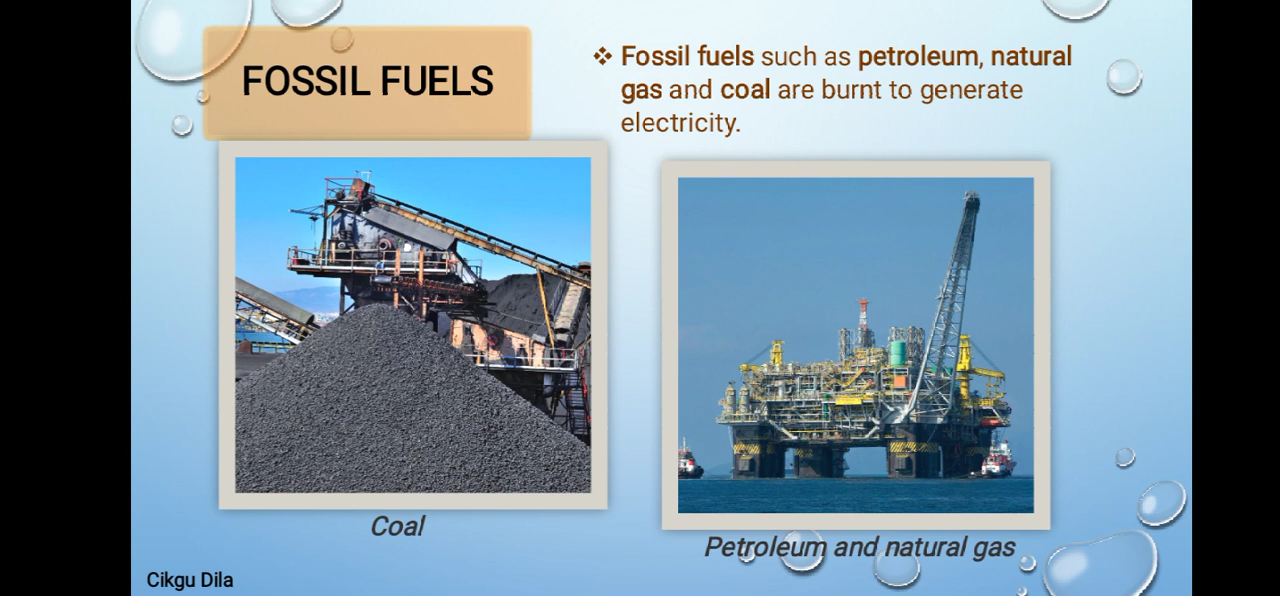 FOSSIL FUELS
❖ Fossil fuels such as petroleum, natural
gas and coal are burnt to generate
electricity.
Coal
Petroleum and natural gas
Cikgu Dila